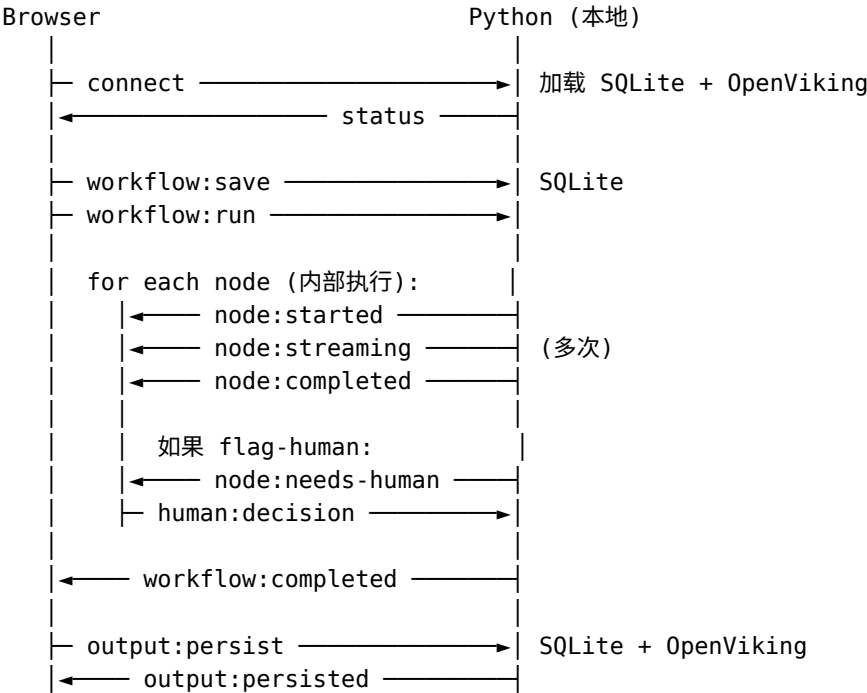 Browser Python (本地)
connect 加载 SQLite + OpenViking
status
workflow:save SQLite
workflow:run
for each node (内部执行):
node:started
node:streaming (多次)
node:completed
如果 flag-human:
node:needs-human
human:decision
workflow:completed
output:persist SQLite + OpenViking
output:persisted